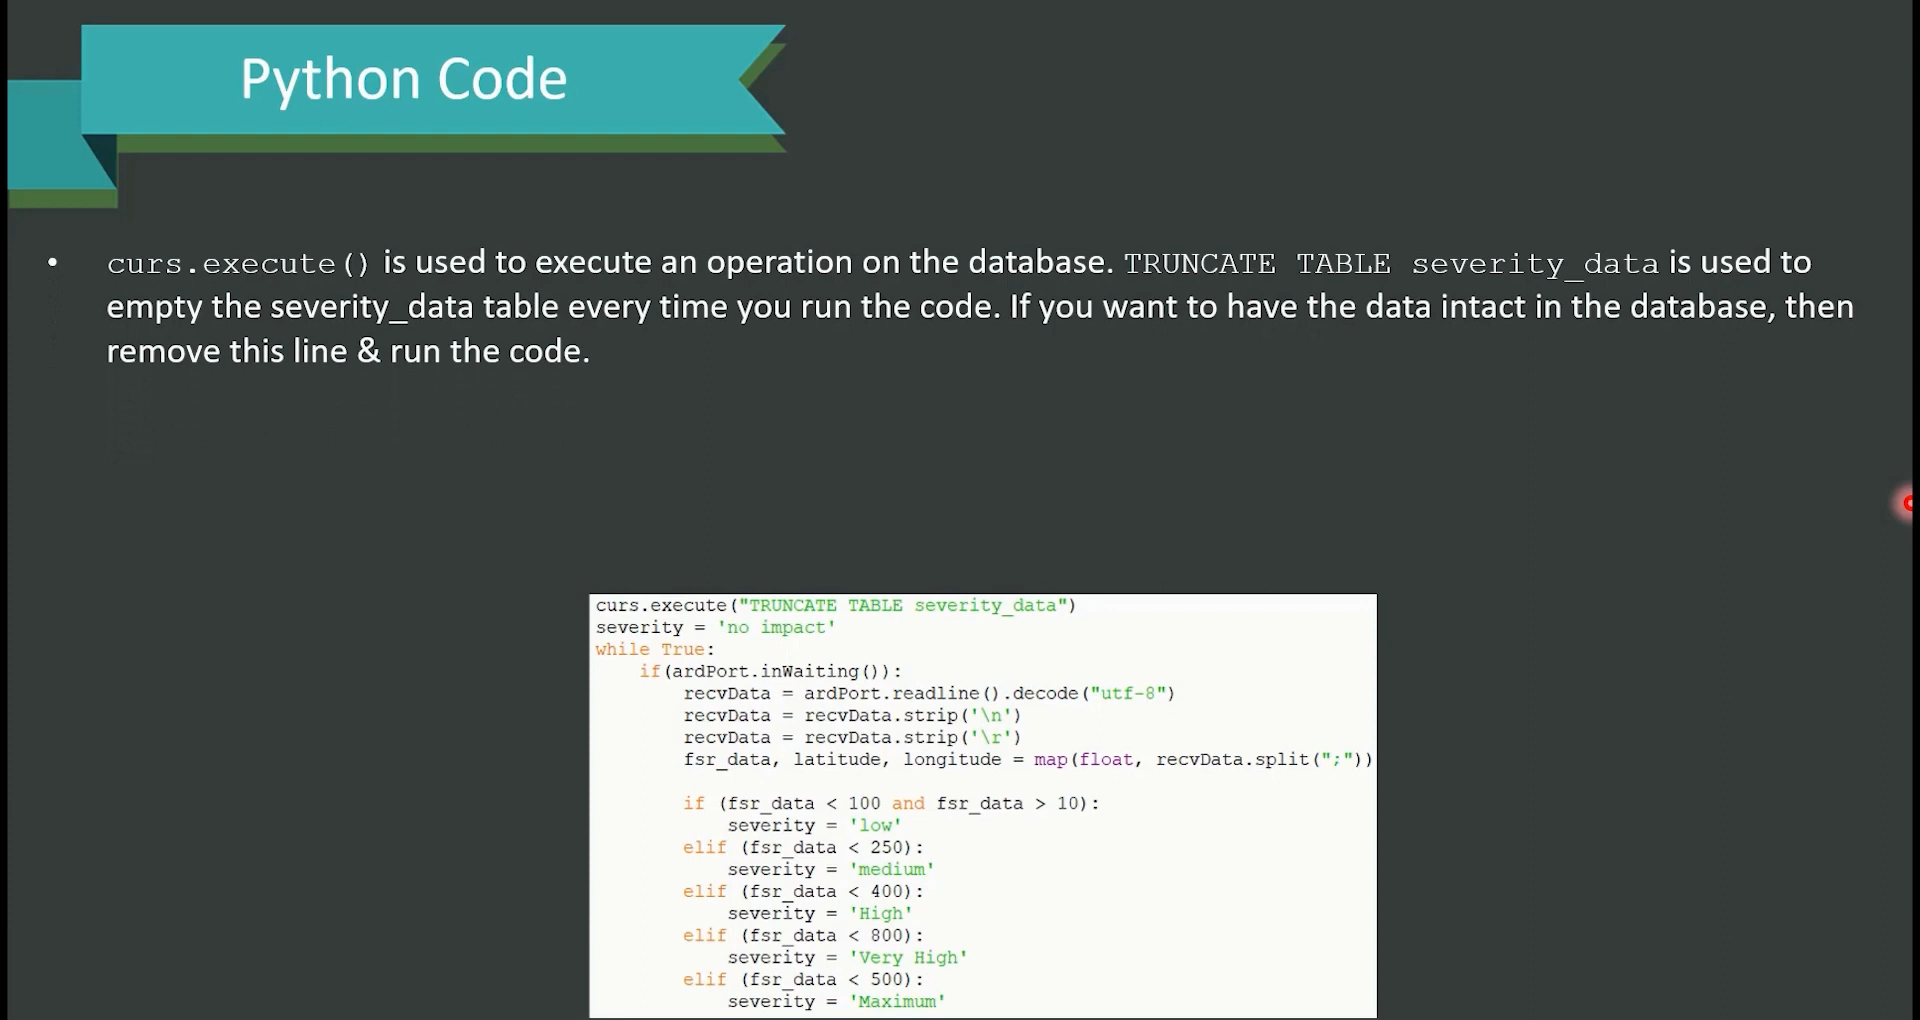 Python Code
• curs.execute() is used to execute an operation on the database. TRUNCATE TABLE severity_data is used to
empty the severity_data table every time you run the code. If you want to have the data intact in the database, then
remove this line & run the code.
curs.execute("TRUNCATE TABLE severity_data")
severity = 'no impact'
while True:
    if(ardPort.inWaiting()):
        recvData = ardPort.readline().decode("utf-8")
        recvData = recvData.strip('\n')
        recvData = recvData.strip('\r')
        fsr_data, latitude, longitude = map(float, recvData.split(";"))
        if (fsr_data < 100 and fsr_data > 10):
            severity = 'low'
        elif (fsr_data < 250):
            severity = 'medium'
        elif (fsr_data < 400):
            severity = 'High'
        elif (fsr_data < 800):
            severity = 'Very High'
        elif (fsr_data < 500):
            severity = 'Maximum'